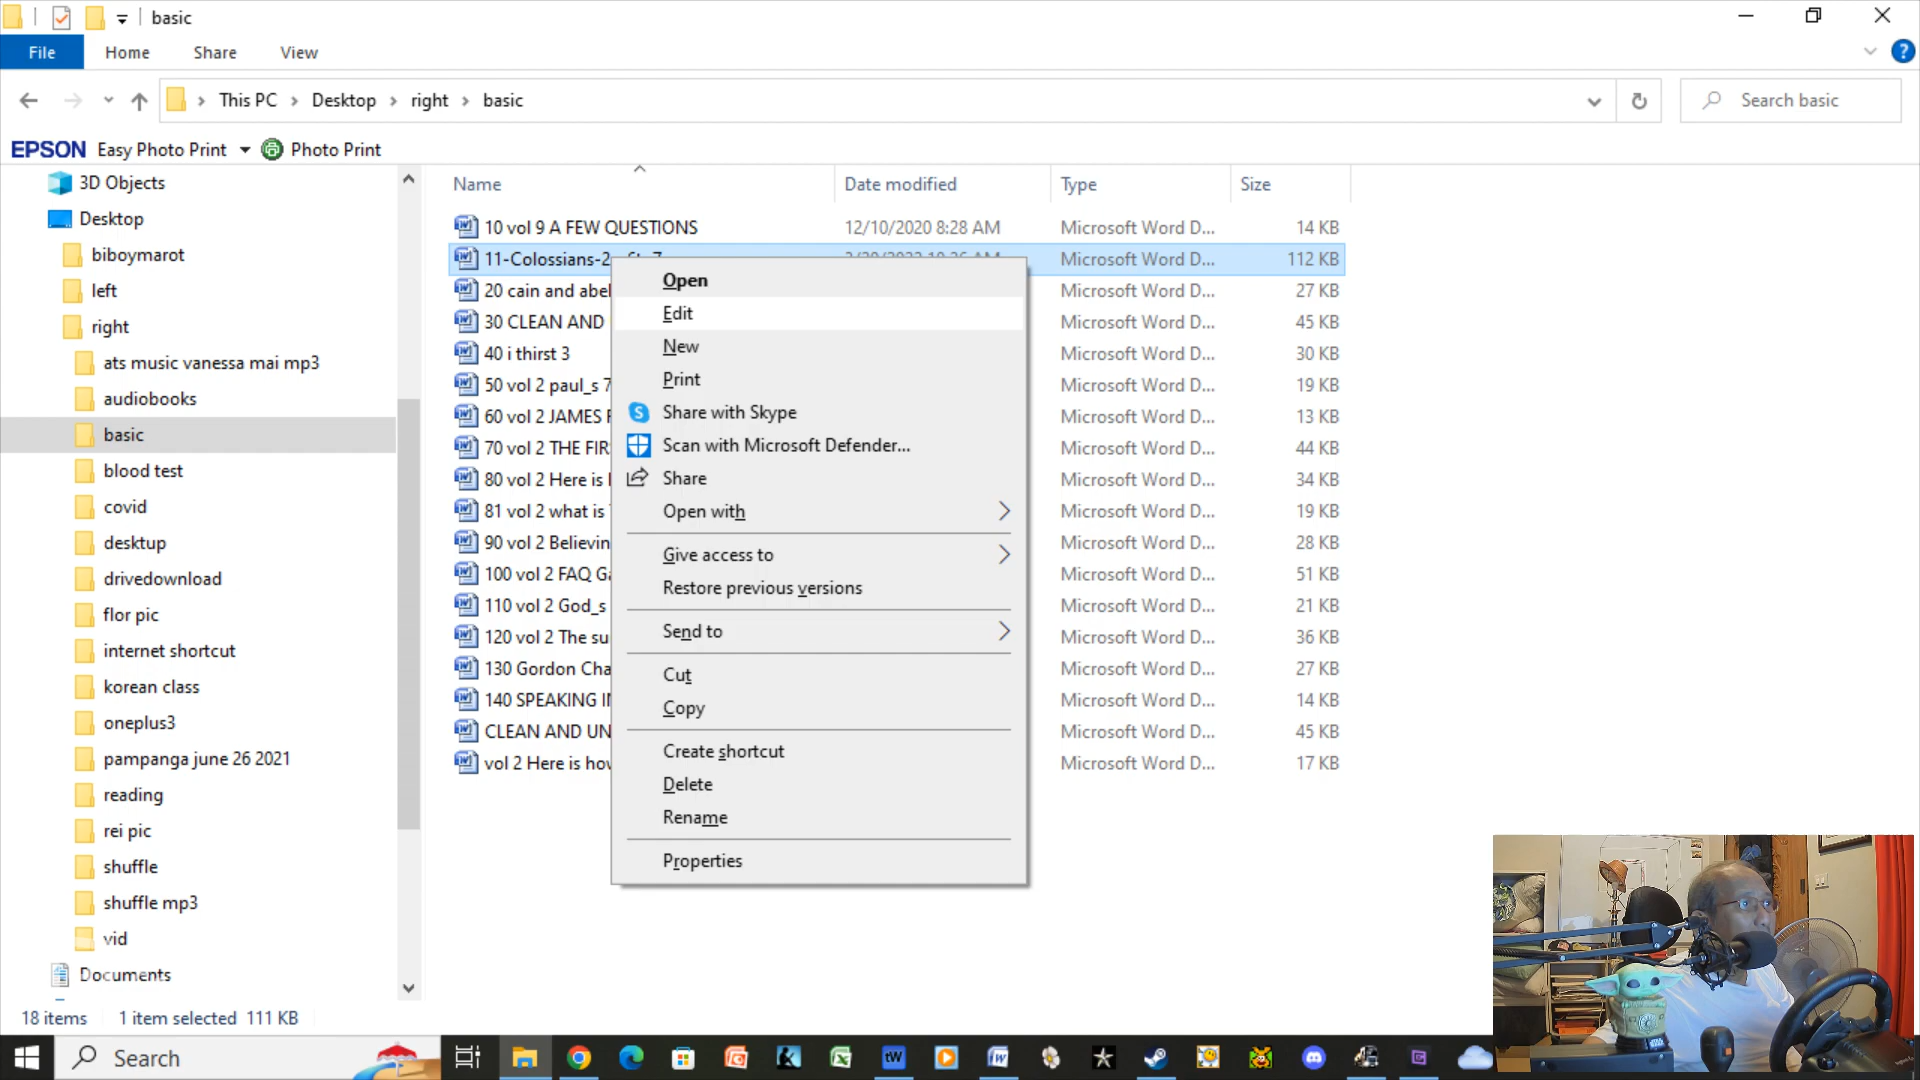 basic
File Home Share View
This PC Desktop right basic
Search basic
EPSON Easy Photo Print Photo Print
3D Objects
Desktop
biboymarot
left
right
ats music vanessa mai mp3
audiobooks
basic
blood test
covid
desktup
drivedownload
flor pic
internet shortcut
korean class
oneplus3
pampanga june 26 2021
reading
rei pic
shuffle
shuffle mp3
vid
Documents
Name Date modified Type Size
10 vol 9 A FEW QUESTIONS 12/10/2020 8:28 AM Microsoft Word D... 14 KB
11-Colossians-2 Microsoft Word D... 112 KB
20 cain and abel Microsoft Word D... 27 KB
30 CLEAN AND Microsoft Word D... 45 KB
40 i thirst 3 Microsoft Word D... 30 KB
50 vol 2 paul_s 7 Microsoft Word D... 19 KB
60 vol 2 JAMES Microsoft Word D... 13 KB
70 vol 2 THE FIR Microsoft Word D... 44 KB
80 vol 2 Here is Microsoft Word D... 34 KB
81 vol 2 what is Microsoft Word D... 19 KB
90 vol 2 Believin Microsoft Word D... 28 KB
100 vol 2 FAQ Microsoft Word D... 51 KB
110 vol 2 God_s Microsoft Word D... 21 KB
120 vol 2 The su Microsoft Word D... 36 KB
130 Gordon Cha Microsoft Word D... 27 KB
140 SPEAKING Microsoft Word D... 14 KB
CLEAN AND UN Microsoft Word D... 45 KB
vol 2 Here is how Microsoft Word D... 17 KB
Open
Edit
New
Print
Share with Skype
Scan with Microsoft Defender...
Share
Open with
Give access to
Restore previous versions
Send to
Cut
Copy
Create shortcut
Delete
Rename
Properties
18 items 1 item selected 111 KB
Search